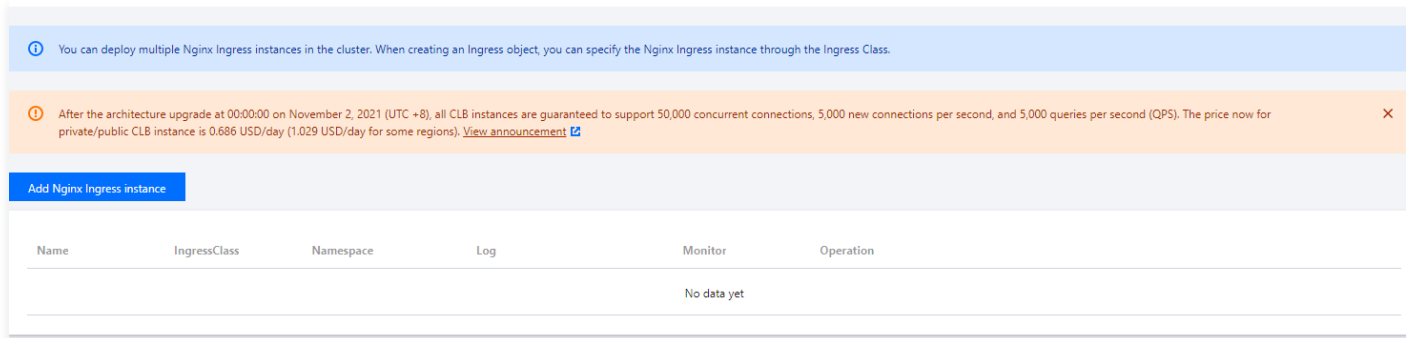 You can deploy multiple Nginx Ingress instances in the cluster. When creating an Ingress object, you can specify the Nginx Ingress instance through the Ingress Class.
After the architecture upgrade at 00:00:00 on November 2, 2021 (UTC +8), all CLB instances are guaranteed to support 50,000 concurrent connections, 5,000 new connections per second, and 5,000 queries per second (QPS). The price now for
private/public CLB instance is 0.686 USD/day (1.029 USD/day for some regions). View announcement
Add Nginx Ingress instance
Name IngressClass Namespace Log Monitor Operation
No data yet